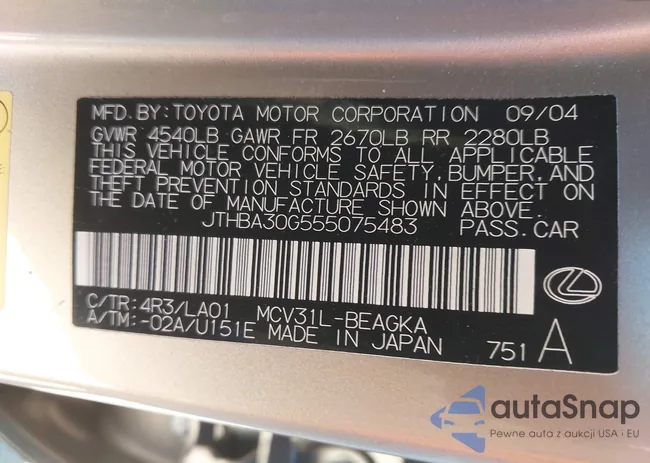 MFD. BY: TOYOTA MOTOR CORPORATION 09/04
GVWR 4540LB GAWR FR 2670LB RR 2280LB
THIS VEHICLE CONFORMS TO ALL APPLICABLE
FEDERAL MOTOR VEHICLE SAFETY, BUMPER, AND
THEFT PREVENTION STANDARDS IN EFFECT ON
THE DATE OF MANUFACTURE SHOWN ABOVE.
JTHBA30G555075483 PASS. CAR
C/TR: 4R3/LA01 MCV31L-BEAGKA
A/TM: -02A/U151E MADE IN JAPAN 751 A
autaSnap
Pewne auta z aukcji USA i EU